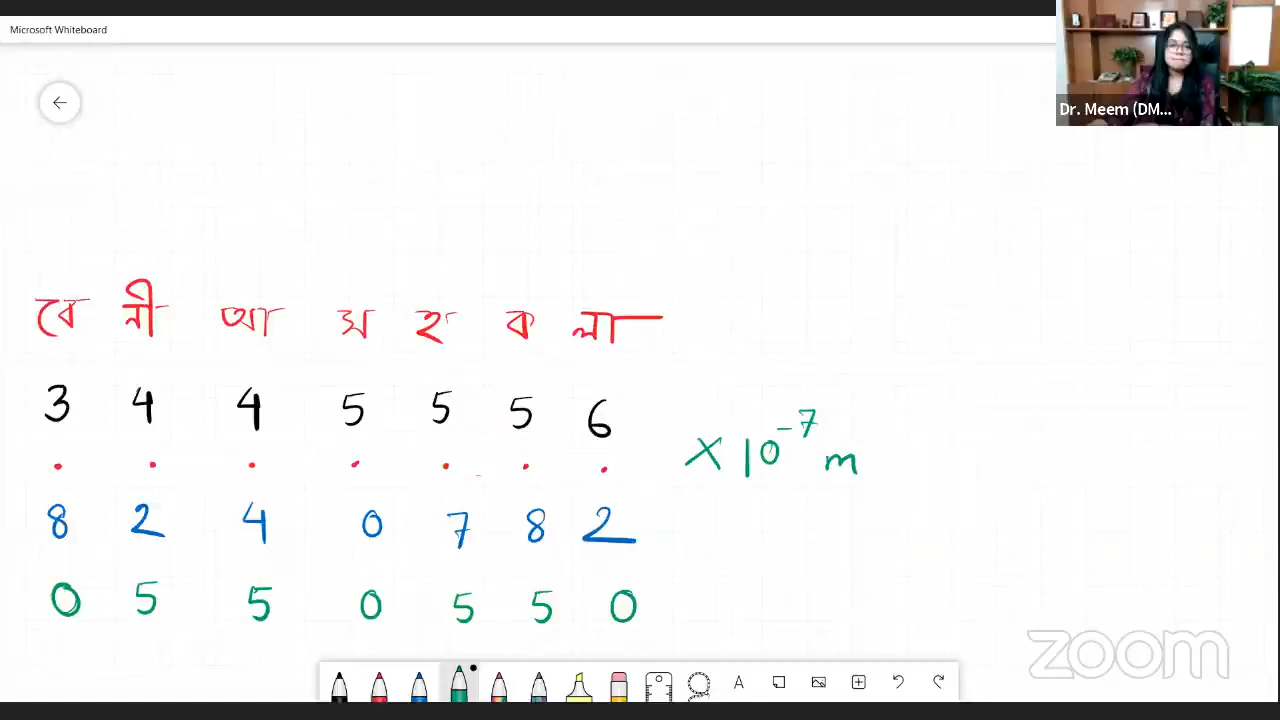 Microsoft Whiteboard
Dr. Meem (DM...
বে নী আ স হ ক লা
3 4 4 5 5 5 6
. . . . . . .
× 10⁻⁷ m
8 2 4 0 7 8 2
0 5 5 0 5 5 0
zoom
A